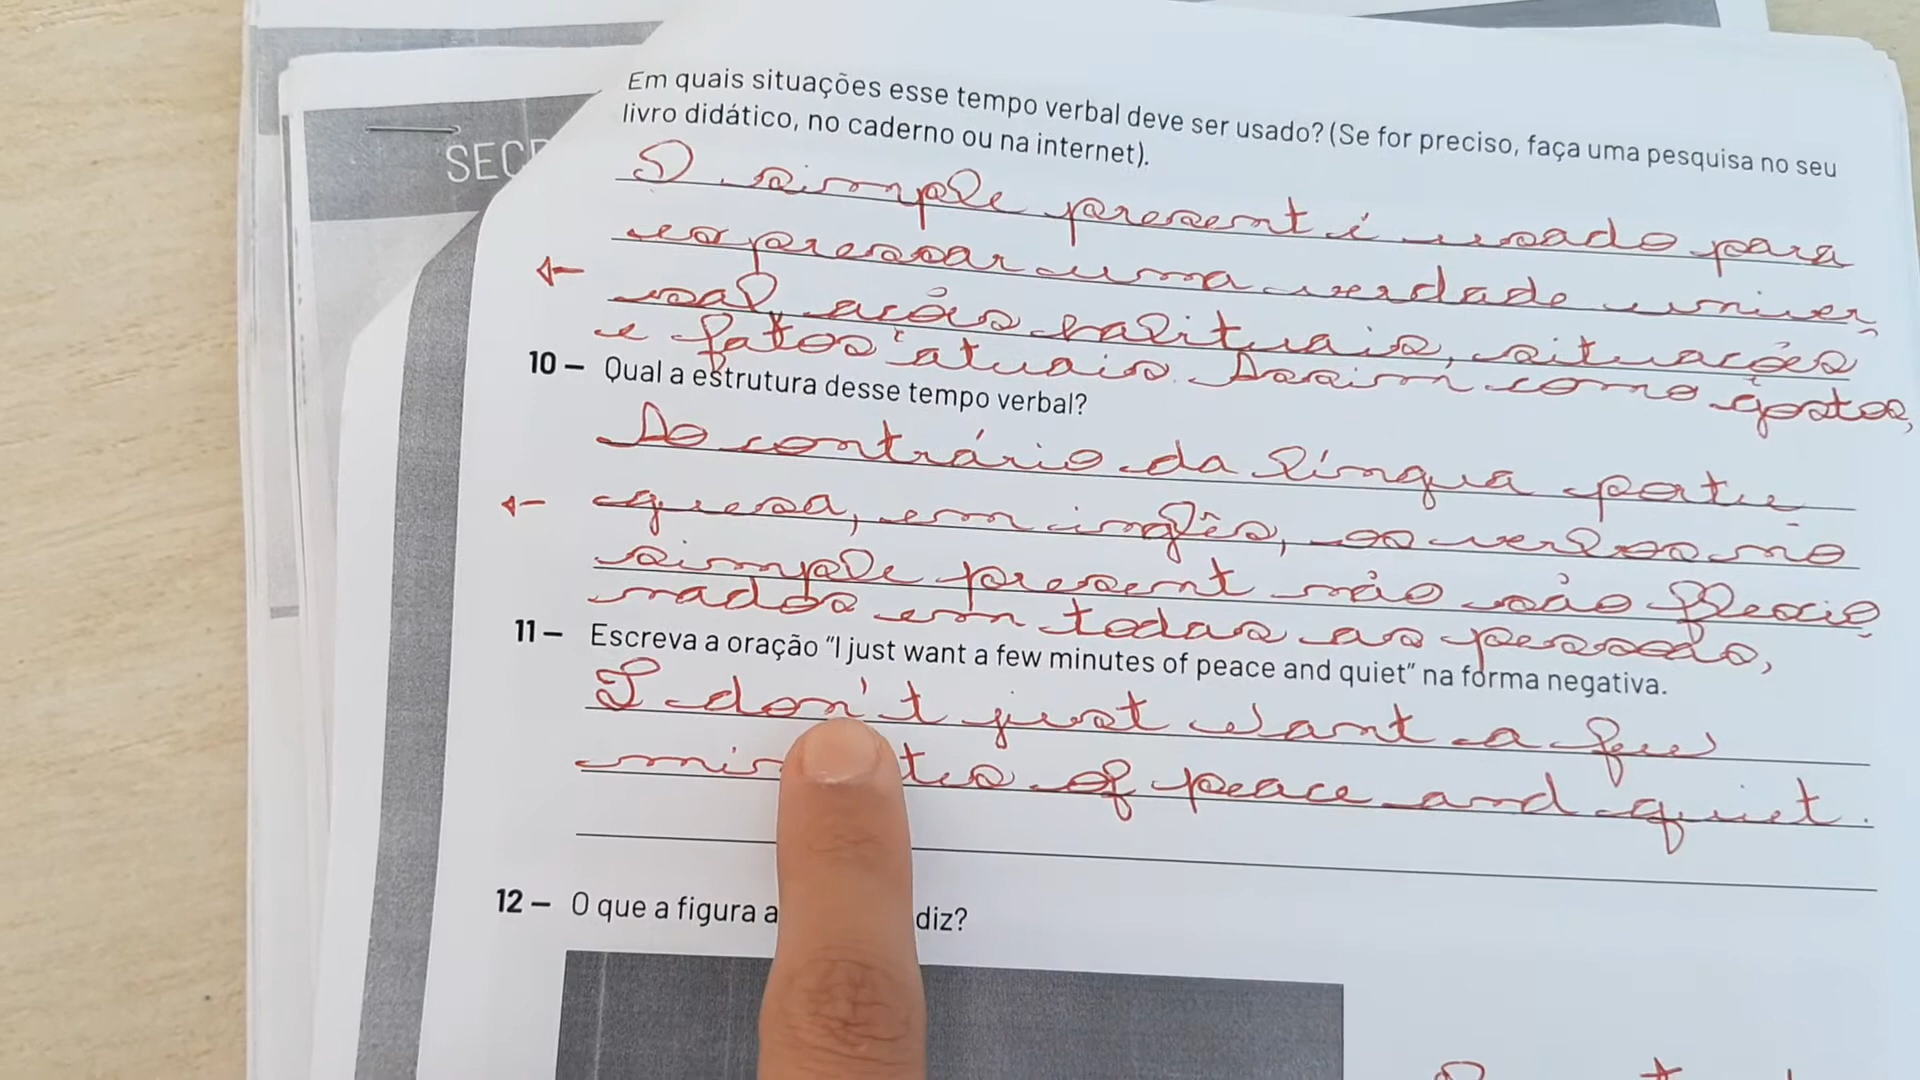 SEC
Em quais situações esse tempo verbal deve ser usado? (Se for preciso, faça uma pesquisa no seu
livro didático, no caderno ou na internet).
O simple present é usado para
expressar uma verdade univer-
sal, ações habituais, situações
e fatos atuais. Assim como gostos,
10 — Qual a estrutura desse tempo verbal?
Ao contrário da língua portu-
guesa, em inglês, os verbos no
simple present não são flexio-
nados em todas as pessoas,
11 — Escreva a oração “I just want a few minutes of peace and quiet” na forma negativa.
I don't just want a few
of peace and quiet.
12 — O que a figura diz?